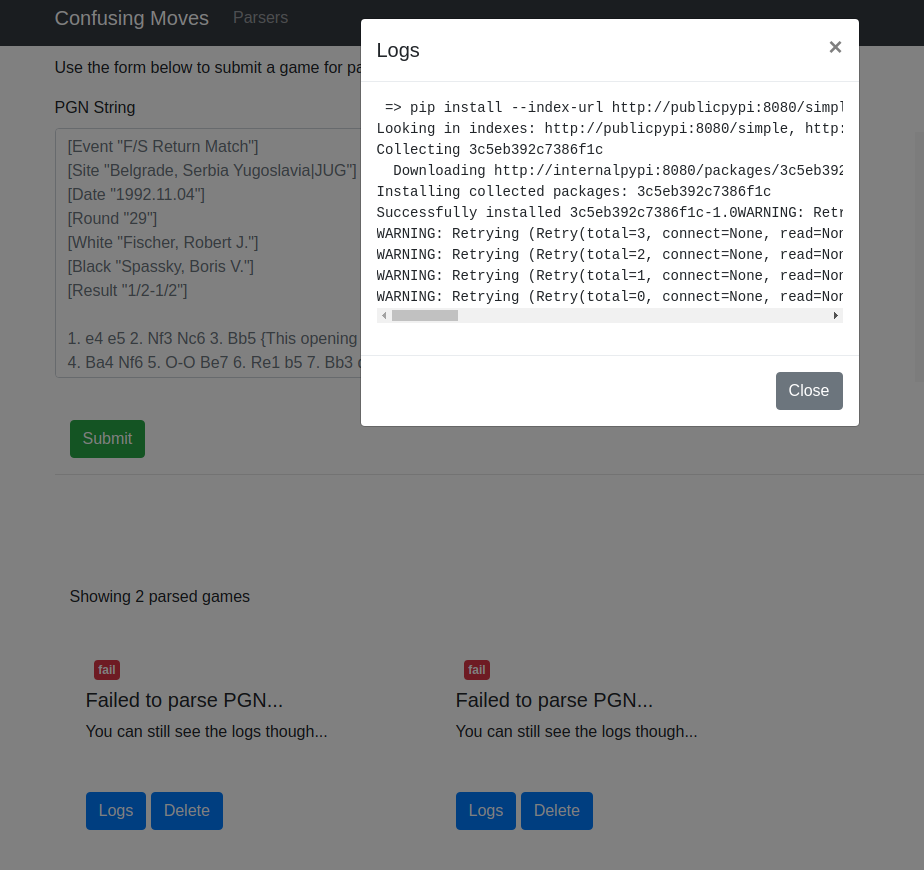 Confusing Moves Parsers
Use the form below to submit a game for pa
PGN String
[Event "F/S Return Match"]
[Site "Belgrade, Serbia Yugoslavia|JUG"]
[Date "1992.11.04"]
[Round "29"]
[White "Fischer, Robert J."]
[Black "Spassky, Boris V."]
[Result "1/2-1/2"]
1. e4 e5 2. Nf3 Nc6 3. Bb5 {This opening
4. Ba4 Nf6 5. O-O Be7 6. Re1 b5 7. Bb3
Submit
Logs ×
=> pip install --index-url http://publicpypi:8080/simpl
Looking in indexes: http://publicpypi:8080/simple, http:
Collecting 3c5eb392c7386f1c
Downloading http://internalpypi:8080/packages/3c5eb392
Installing collected packages: 3c5eb392c7386f1c
Successfully installed 3c5eb392c7386f1c-1.0WARNING: Retr
WARNING: Retrying (Retry(total=3, connect=None, read=Non
WARNING: Retrying (Retry(total=2, connect=None, read=Non
WARNING: Retrying (Retry(total=1, connect=None, read=Non
WARNING: Retrying (Retry(total=0, connect=None, read=Non
Close
Showing 2 parsed games
fail
Failed to parse PGN...
You can still see the logs though...
Logs Delete
fail
Failed to parse PGN...
You can still see the logs though...
Logs Delete